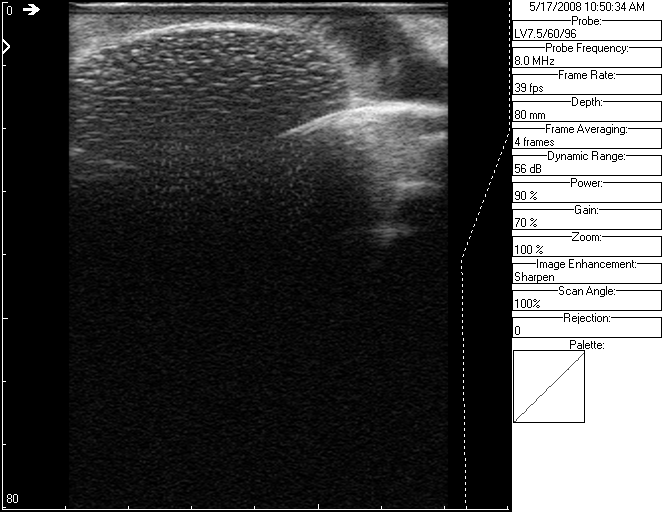 0
80
5/17/2008 10:50:34 AM
Probe:
LV7.5/60/96
Probe Frequency:
8.0 MHz
Frame Rate:
39 fps
Depth:
80 mm
Frame Averaging:
4 frames
Dynamic Range:
56 dB
Power:
90 %
Gain:
70 %
Zoom:
100 %
Image Enhancement:
Sharpen
Scan Angle:
100%
Rejection:
0
Palette: